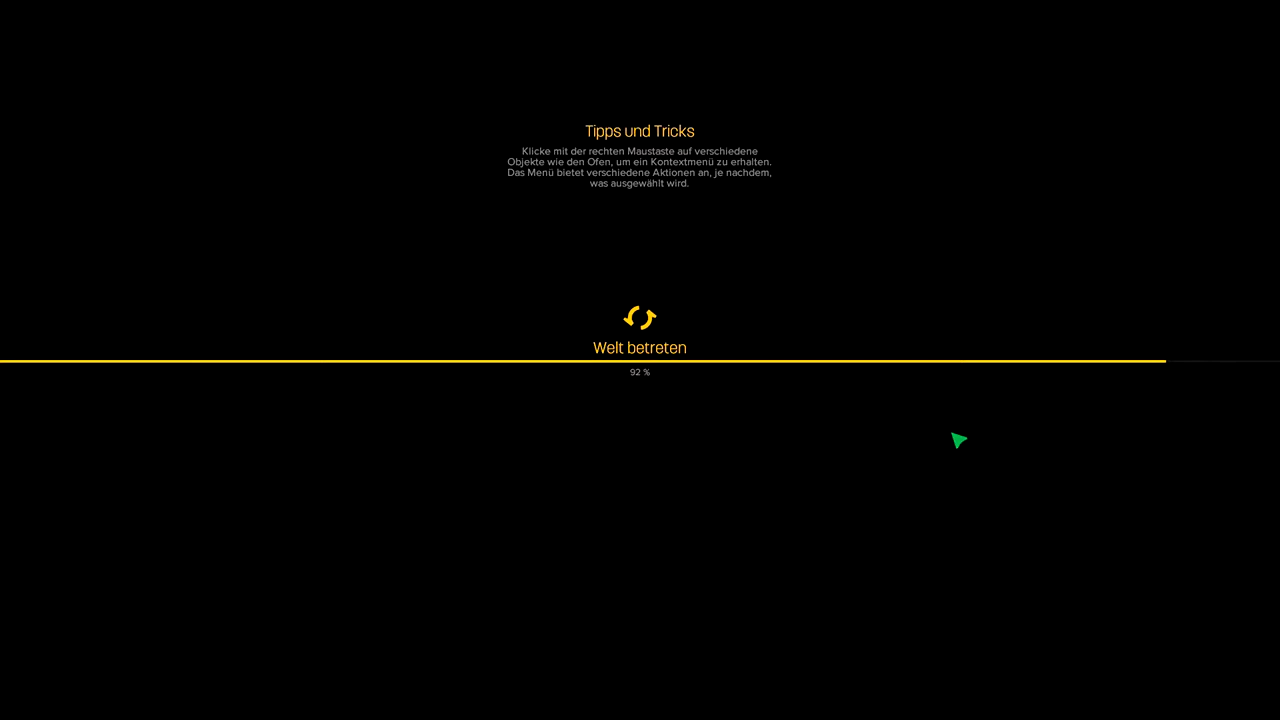 Tipps und Tricks
Klicke mit der rechten Maustaste auf verschiedene
Objekte wie den Ofen, um ein Kontextmenü zu erhalten.
Das Menü bietet verschiedene Aktionen an, je nachdem,
was ausgewählt wird.
Welt betreten
92 %